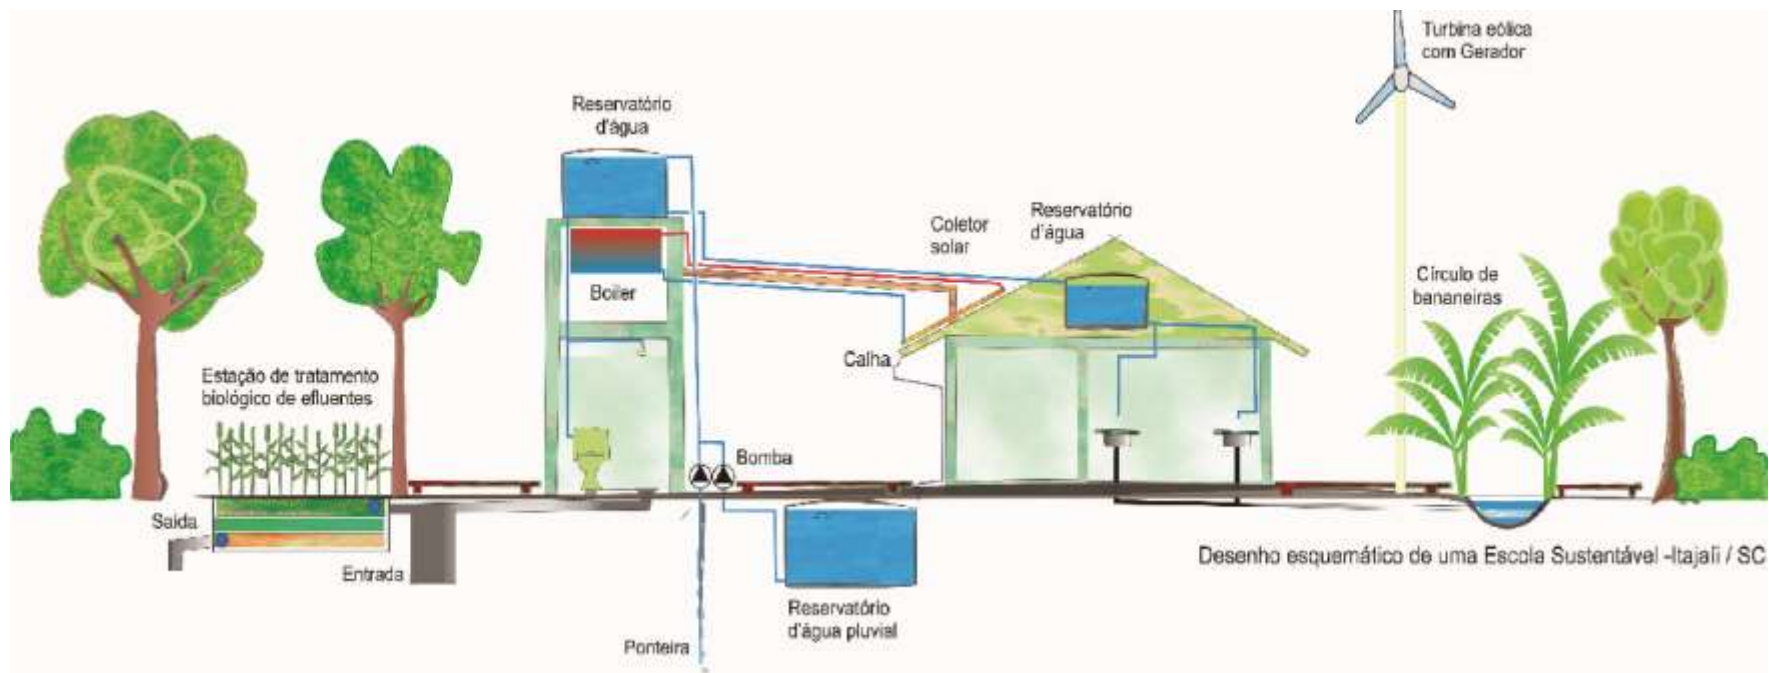 Turbina eólica
com Gerador
Reservatório
d'água
Coletor
solar
Reservatório
d'água
Círculo de
bananeiras
Boiler
Calha
Estação de tratamento
biológico de efluentes
Bomba
Saída
Entrada
Desenho esquemático de uma Escola Sustentável -Itajaíi / SC
Reservatório
d'água pluvial
Ponteira